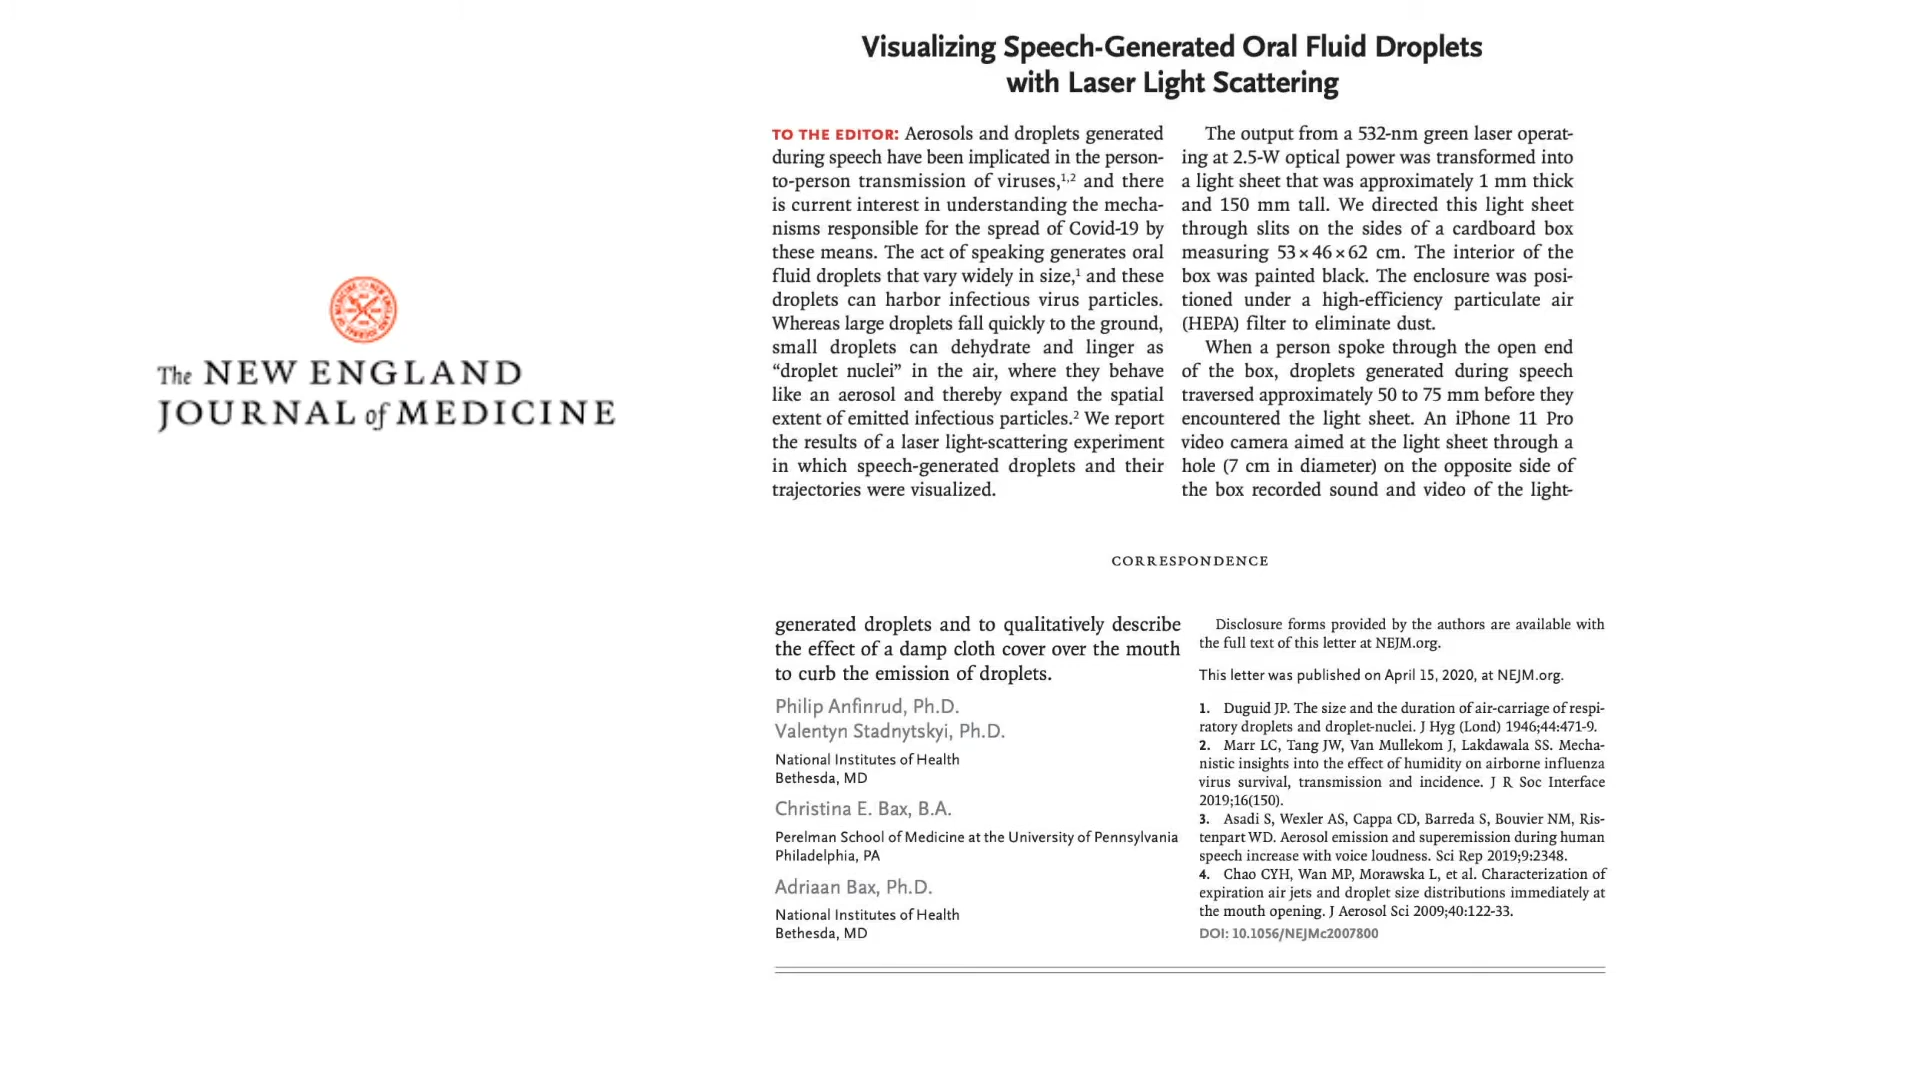 The NEW ENGLAND
JOURNAL of MEDICINE
Visualizing Speech-Generated Oral Fluid Droplets
with Laser Light Scattering
TO THE EDITOR: Aerosols and droplets generated
during speech have been implicated in the person-
to-person transmission of viruses,1,2 and there
is current interest in understanding the mecha-
nisms responsible for the spread of Covid-19 by
these means. The act of speaking generates oral
fluid droplets that vary widely in size,1 and these
droplets can harbor infectious virus particles.
Whereas large droplets fall quickly to the ground,
small droplets can dehydrate and linger as
“droplet nuclei” in the air, where they behave
like an aerosol and thereby expand the spatial
extent of emitted infectious particles.2 We report
the results of a laser light-scattering experiment
in which speech-generated droplets and their
trajectories were visualized.
The output from a 532-nm green laser operat-
ing at 2.5-W optical power was transformed into
a light sheet that was approximately 1 mm thick
and 150 mm tall. We directed this light sheet
through slits on the sides of a cardboard box
measuring 53×46×62 cm. The interior of the
box was painted black. The enclosure was posi-
tioned under a high-efficiency particulate air
(HEPA) filter to eliminate dust.
When a person spoke through the open end
of the box, droplets generated during speech
traversed approximately 50 to 75 mm before they
encountered the light sheet. An iPhone 11 Pro
video camera aimed at the light sheet through a
hole (7 cm in diameter) on the opposite side of
the box recorded sound and video of the light-
CORRESPONDENCE
generated droplets and to qualitatively describe
the effect of a damp cloth cover over the mouth
to curb the emission of droplets.
Philip Anfinrud, Ph.D.
Valentyn Stadnytskyi, Ph.D.
National Institutes of Health
Bethesda, MD
Christina E. Bax, B.A.
Perelman School of Medicine at the University of Pennsylvania
Philadelphia, PA
Adriaan Bax, Ph.D.
National Institutes of Health
Bethesda, MD
Disclosure forms provided by the authors are available with
the full text of this letter at NEJM.org.
This letter was published on April 15, 2020, at NEJM.org.
1. Duguid JP. The size and the duration of air-carriage of respi-
ratory droplets and droplet-nuclei. J Hyg (Lond) 1946;44:471-9.
2. Marr LC, Tang JW, Van Mullekom J, Lakdawala SS. Mecha-
nistic insights into the effect of humidity on airborne influenza
virus survival, transmission and incidence. J R Soc Interface
2019;16(150).
3. Asadi S, Wexler AS, Cappa CD, Barreda S, Bouvier NM, Ris-
tenpart WD. Aerosol emission and superemission during human
speech increase with voice loudness. Sci Rep 2019;9:2348.
4. Chao CYH, Wan MP, Morawska L, et al. Characterization of
expiration air jets and droplet size distributions immediately at
the mouth opening. J Aerosol Sci 2009;40:122-33.
DOI: 10.1056/NEJMc2007800